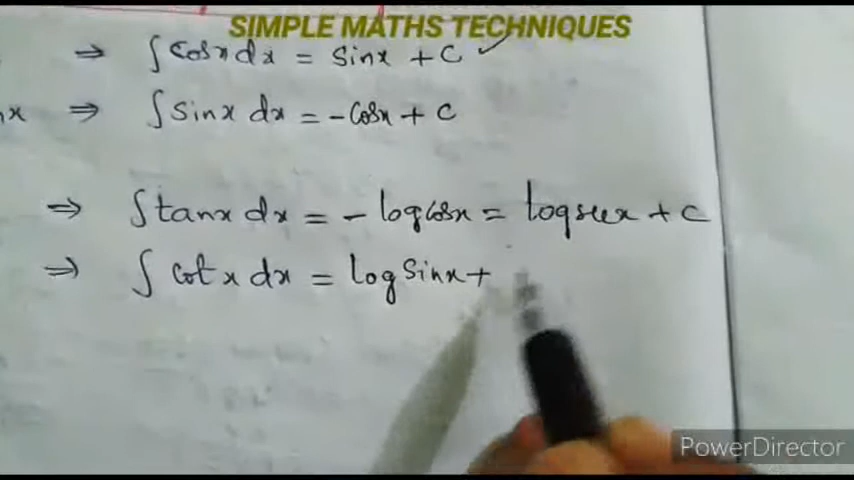 SIMPLE MATHS TECHNIQUES
⇒ ∫ cosx dx = sinx + c ✓
nx ⇒ ∫ sinx dx = -cosx + c
⇒ ∫ tanx dx = - log cosx = log secx + c
⇒ ∫ cotx dx = log sinx +
PowerDirector